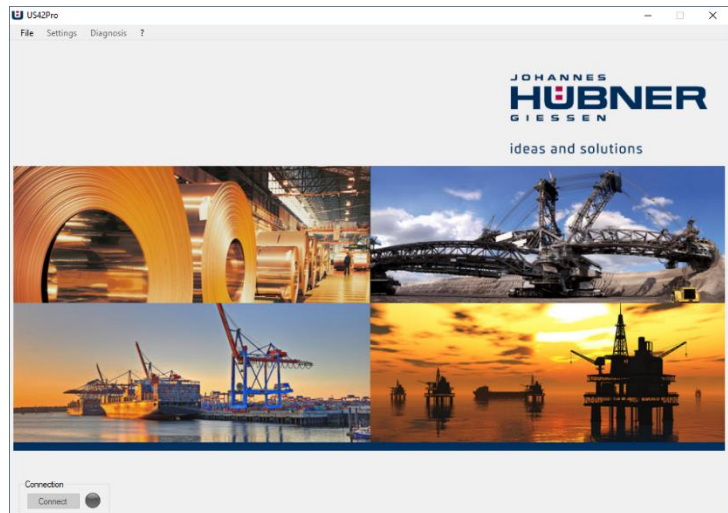 US42Pro
File Settings Diagnosis ?
JOHANNES
HÜBNER
GIESSEN
ideas and solutions
Connection
Connect